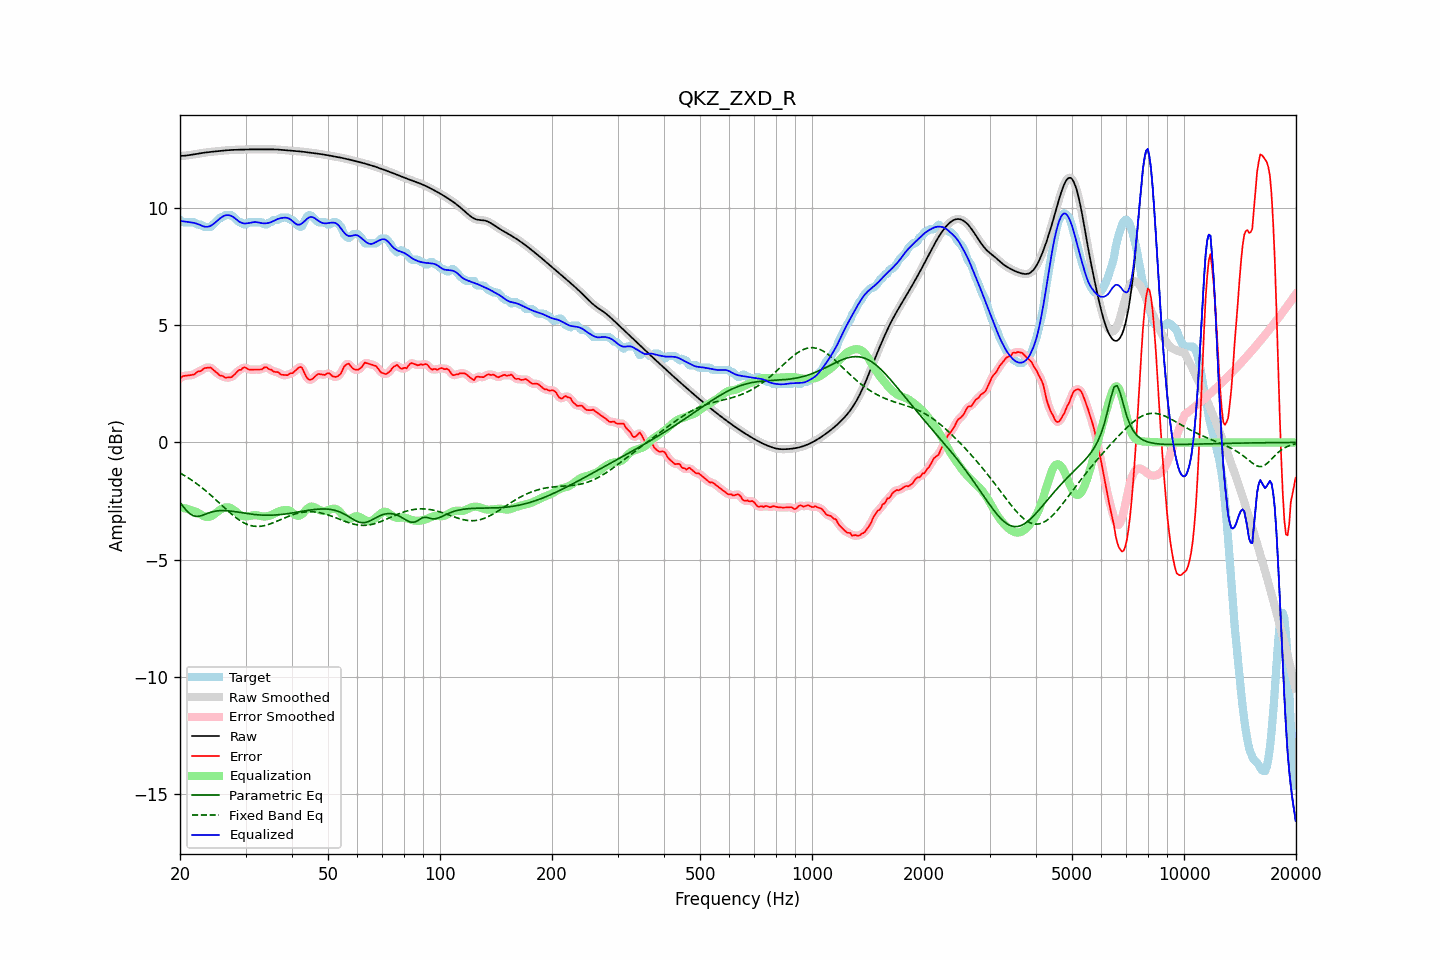 QKZ_ZXD_R
Amplitude (dBr)
10
5
0
−5
−10
−15
Target
Raw Smoothed
Error Smoothed
Raw
Error
Equalization
Parametric Eq
Fixed Band Eq
Equalized
20 50 100 200 500 1000 2000 5000 10000 20000
Frequency (Hz)